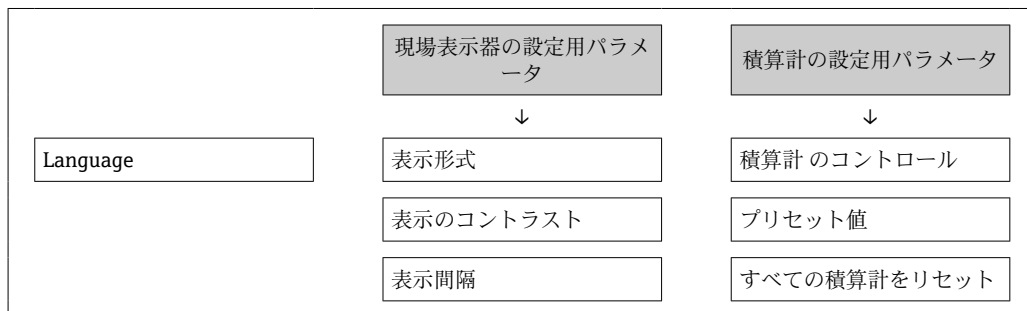 現場表示器の設定用パラメ
ータ
積算計の設定用パラメータ
↓
↓
Language
表示形式
積算計 のコントロール
表示のコントラスト
プリセット値
表示間隔
すべての積算計をリセット